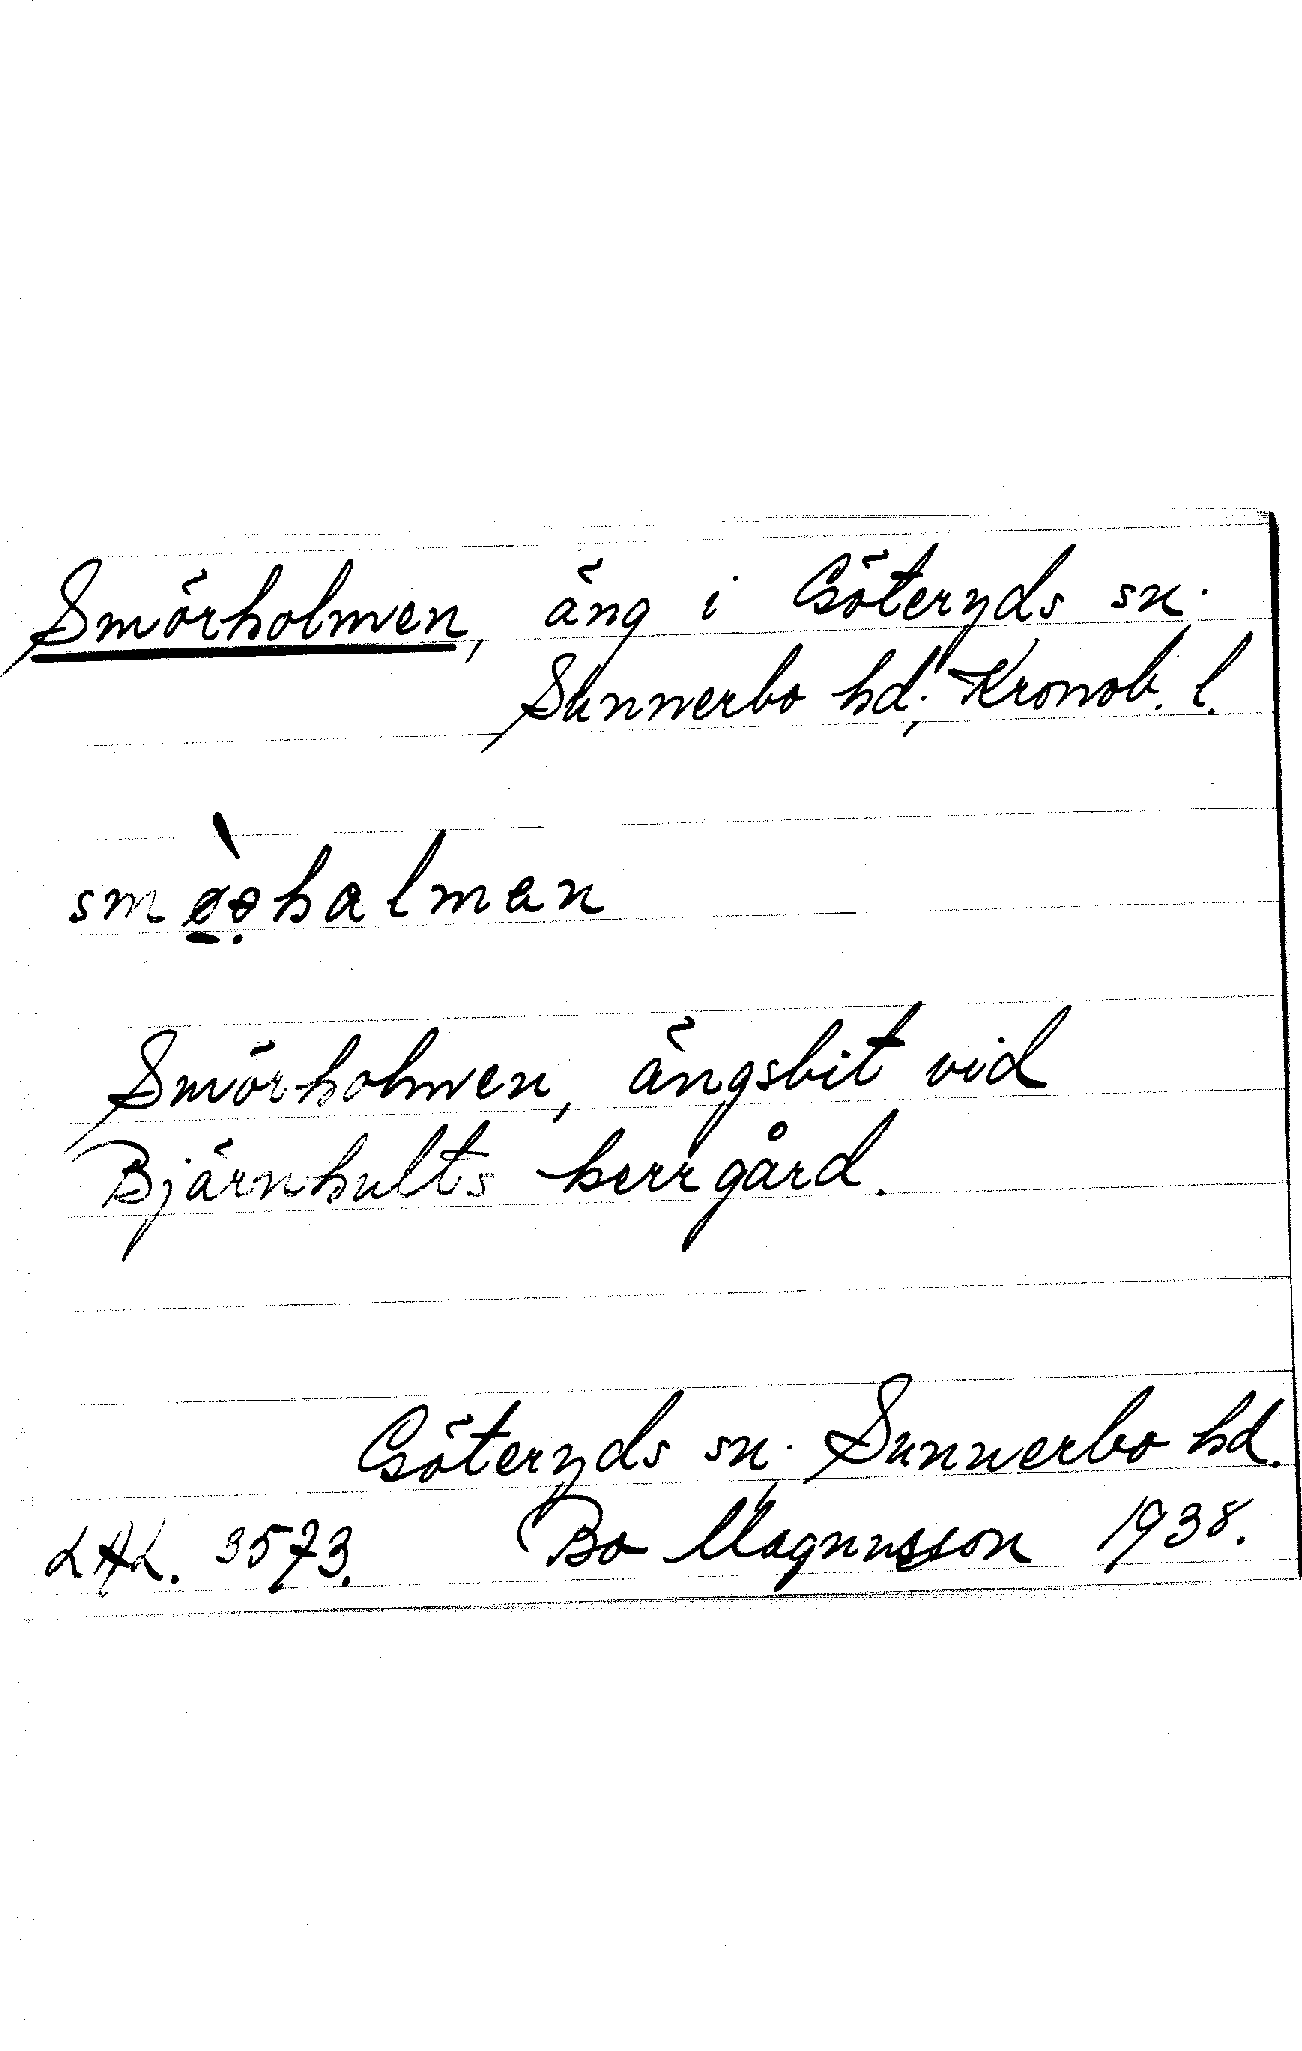 Smörholmen, äng i Göteryds sn.
Sunnerbo hd; Kronob. l.
smø̠̀ə̣halmen
Smörholmen, ängsbit vid
Bjärnhults herrgård.
Göteryds sn. Sunnerbo hd.
LAL. 3573. Bo Magnusson 1938.